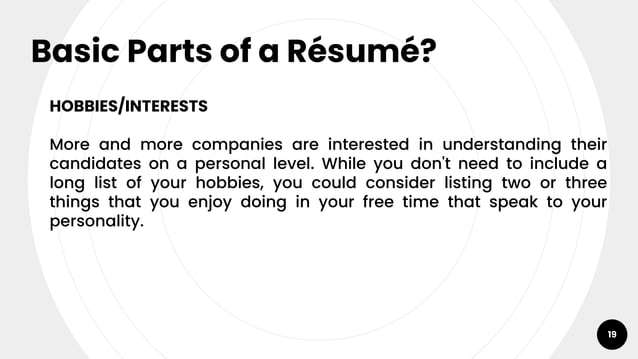 Basic Parts of a Résumé?
HOBBIES/INTERESTS
More and more companies are interested in understanding their
candidates on a personal level. While you don't need to include a
long list of your hobbies, you could consider listing two or three
things that you enjoy doing in your free time that speak to your
personality.
19